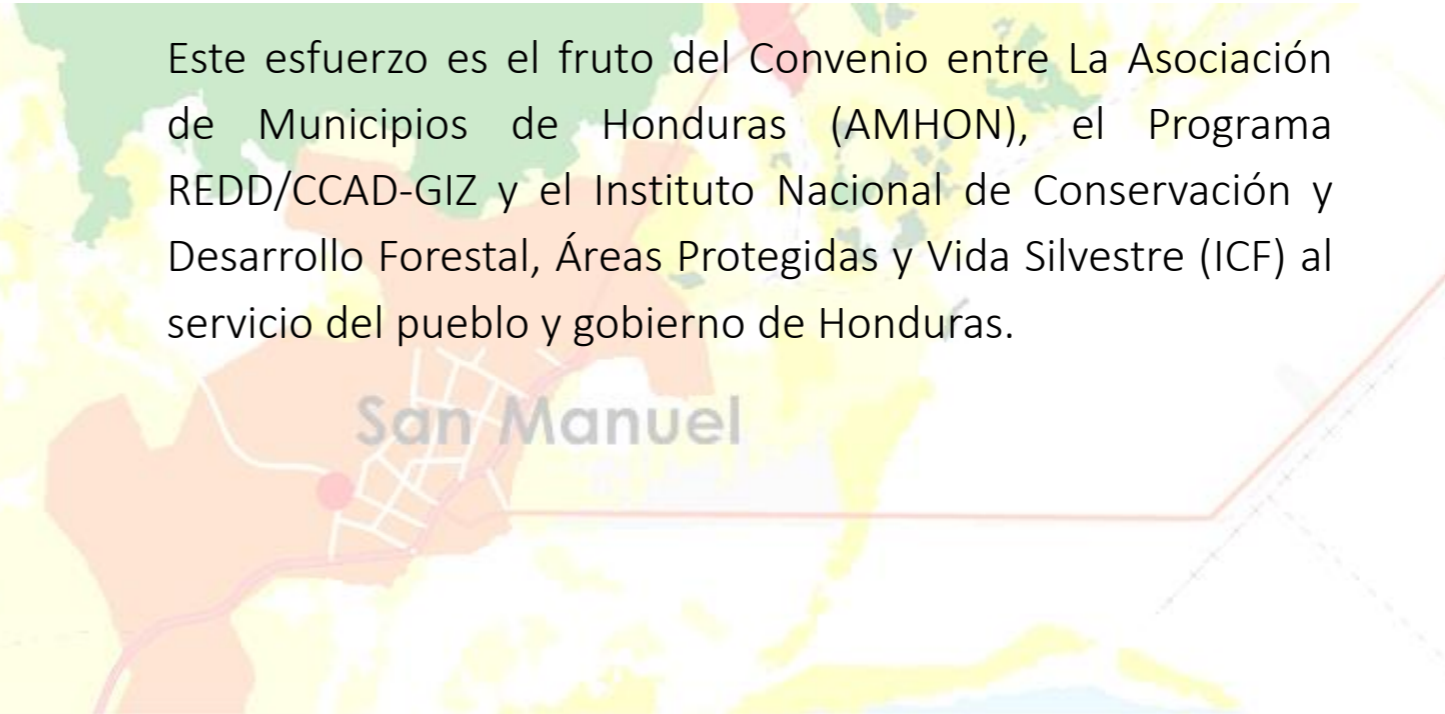 Este esfuerzo es el fruto del Convenio entre La Asociación
de Municipios de Honduras (AMHON), el Programa
REDD/CCAD-GIZ y el Instituto Nacional de Conservación y
Desarrollo Forestal, Áreas Protegidas y Vida Silvestre (ICF) al
servicio del pueblo y gobierno de Honduras.
San Manuel